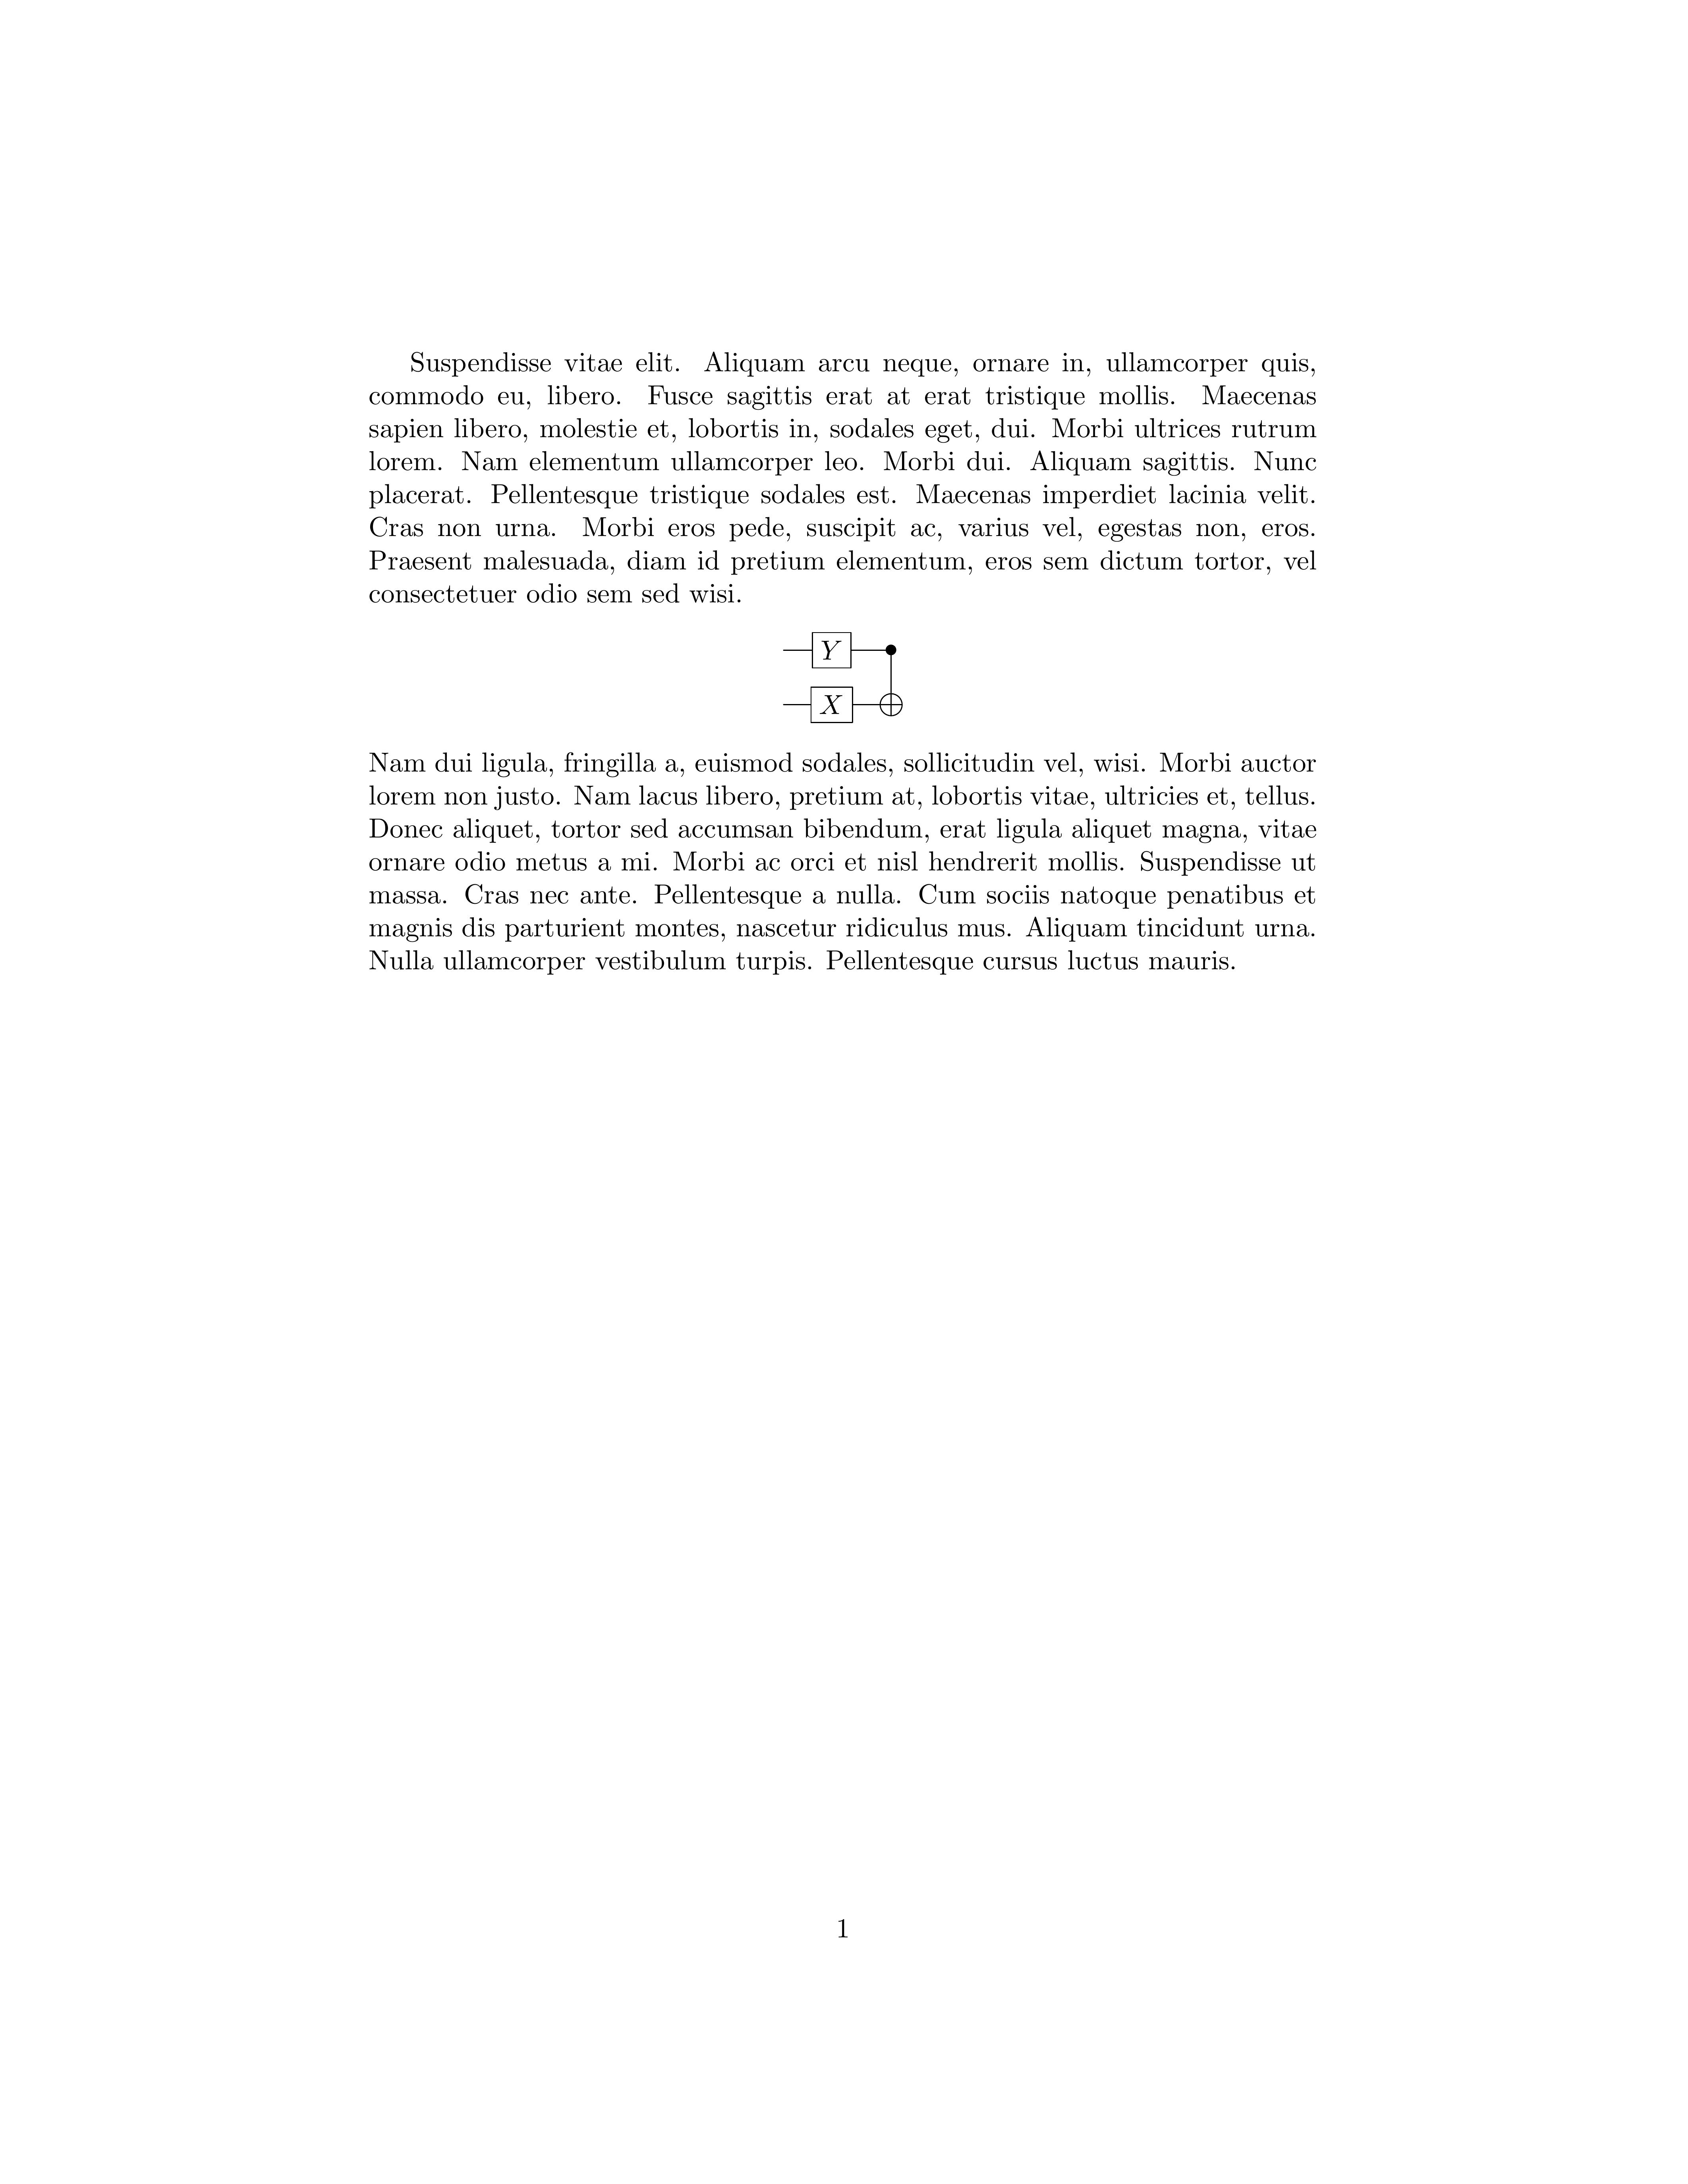 Suspendisse vitae elit. Aliquam arcu neque, ornare in, ullamcorper quis,
commodo eu, libero. Fusce sagittis erat at erat tristique mollis. Maecenas
sapien libero, molestie et, lobortis in, sodales eget, dui. Morbi ultrices rutrum
lorem. Nam elementum ullamcorper leo. Morbi dui. Aliquam sagittis. Nunc
placerat. Pellentesque tristique sodales est. Maecenas imperdiet lacinia velit.
Cras non urna. Morbi eros pede, suscipit ac, varius vel, egestas non, eros.
Praesent malesuada, diam id pretium elementum, eros sem dictum tortor, vel
consectetuer odio sem sed wisi.
Y
X
Nam dui ligula, fringilla a, euismod sodales, sollicitudin vel, wisi. Morbi auctor
lorem non justo. Nam lacus libero, pretium at, lobortis vitae, ultricies et, tellus.
Donec aliquet, tortor sed accumsan bibendum, erat ligula aliquet magna, vitae
ornare odio metus a mi. Morbi ac orci et nisl hendrerit mollis. Suspendisse ut
massa. Cras nec ante. Pellentesque a nulla. Cum sociis natoque penatibus et
magnis dis parturient montes, nascetur ridiculus mus. Aliquam tincidunt urna.
Nulla ullamcorper vestibulum turpis. Pellentesque cursus luctus mauris.
1